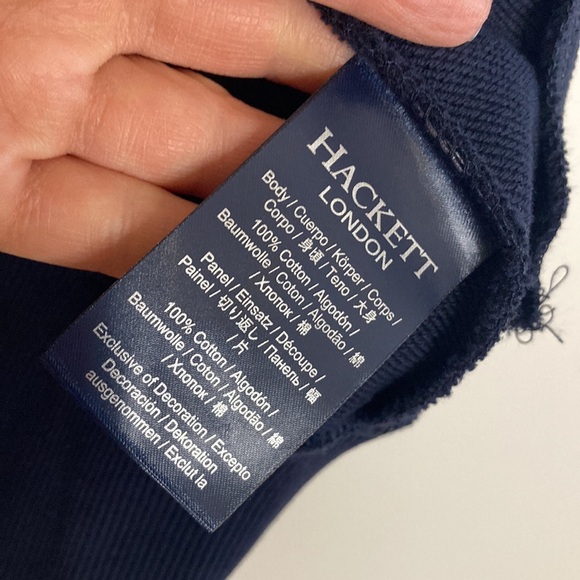 HACKETT
LONDON
Body / Cuerpo / Körper / Corps /
Corpo / 身頃 / Тело / 大身
100% Cotton / Algodón /
Baumwolle / Coton / Algodão / 綿
/ Хлопок / 棉
Panel / Einsatz / Découpe /
Painel / 切り返し / Панель / 幅
/ 片
100% Cotton / Algodón /
Baumwolle / Coton / Algodão / 綿
/ Хлопок / 棉
Exclusive of Decoration / Excepto
Decoración / Dekoration
ausgenommen / Exclut la